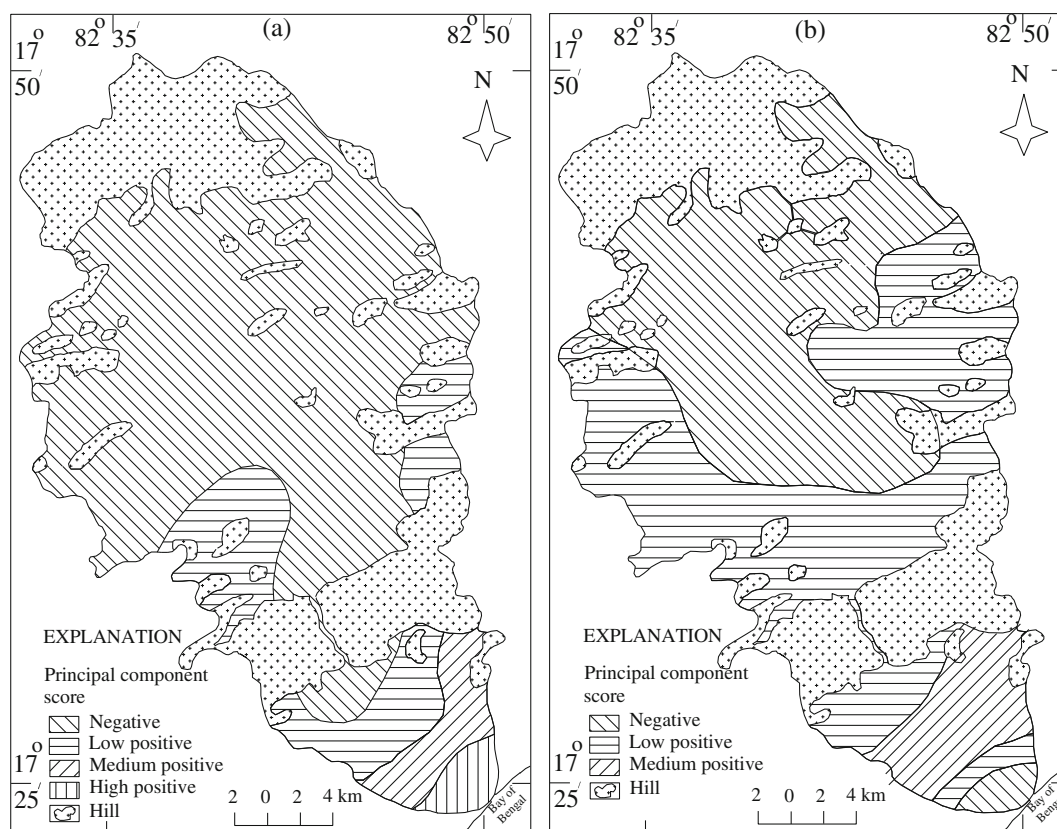 (a)
82° 35′
82° 50′
17° 50′
N
EXPLANATION
Principal component
score
Negative
Low positive
Medium positive
High positive
Hill
17° 25′
2 0 2 4 km
Bay of
Bengal
(b)
82° 35′
82° 50′
17° 50′
N
EXPLANATION
Principal component
score
Negative
Low positive
Medium positive
Hill
17° 25′
2 0 2 4 km
Bay of
Bengal